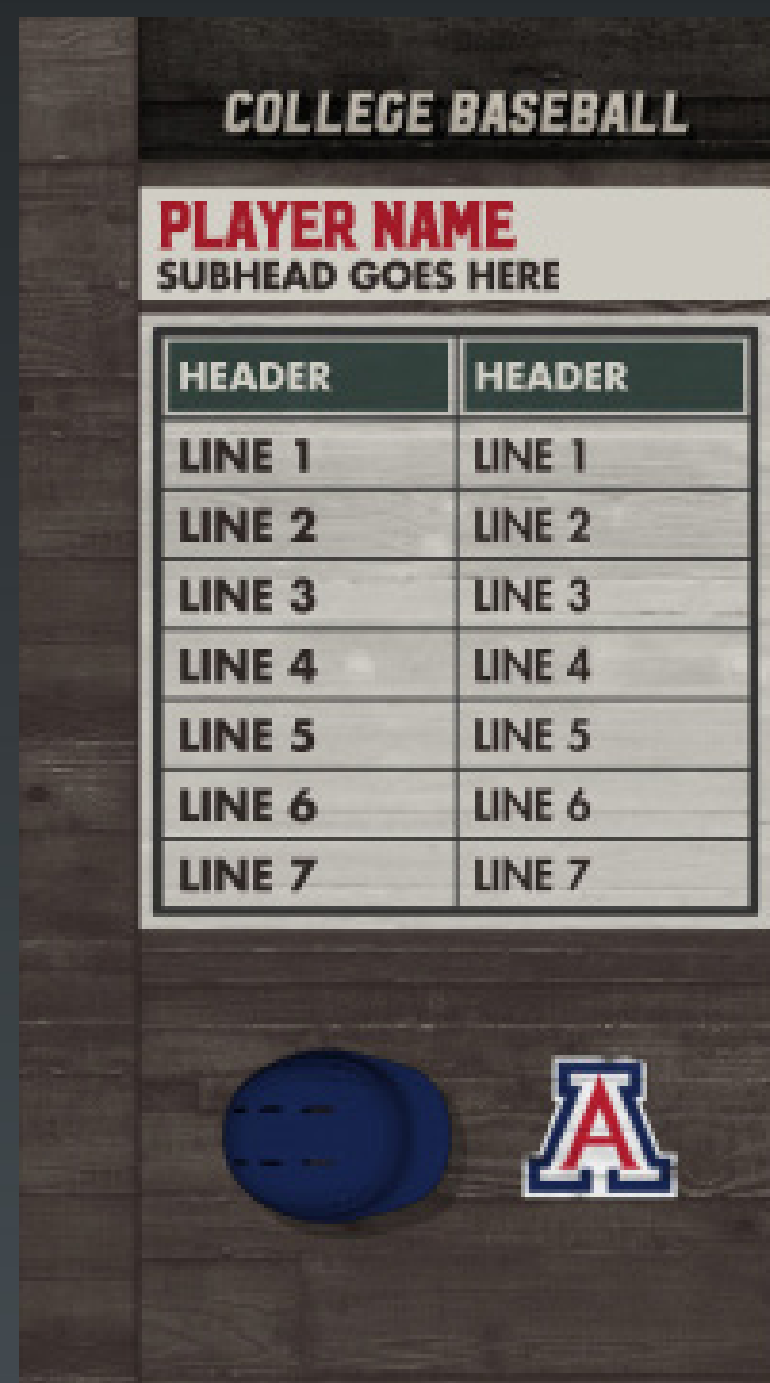 COLLEGE BASEBALL
PLAYER NAME
SUBHEAD GOES HERE
HEADER HEADER
LINE 1 LINE 1
LINE 2 LINE 2
LINE 3 LINE 3
LINE 4 LINE 4
LINE 5 LINE 5
LINE 6 LINE 6
LINE 7 LINE 7
A